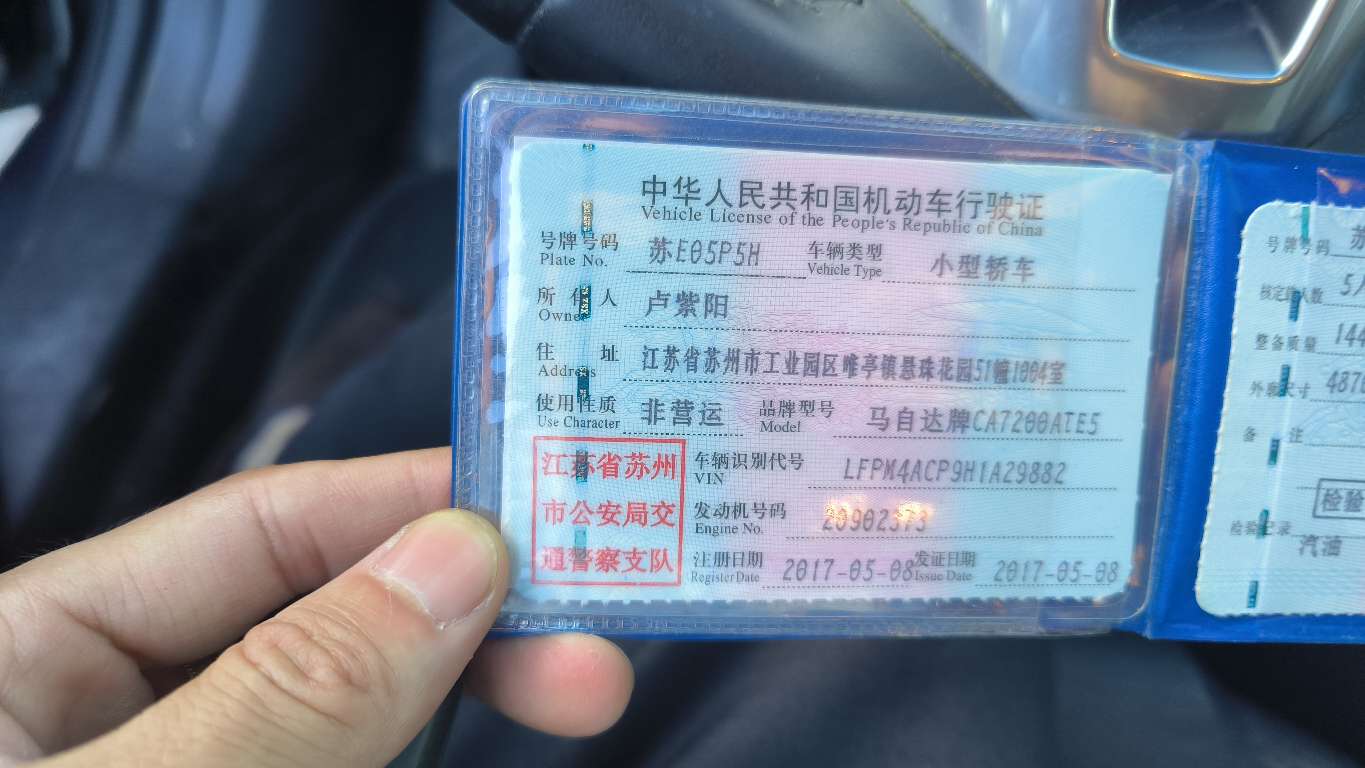 中华人民共和国机动车行驶证
Vehicle License of the People's Republic of China
号牌号码 苏E05P5H 车辆类型 小型轿车
Plate No. Vehicle Type
所有人 卢紫阳
Owner
住址 江苏省苏州市工业园区唯亭镇悬珠花园51幢1004室
Address
使用性质 非营运 品牌型号 马自达牌CA7200ATE5
Use Character Model
江苏省苏州
市公安局交
通警察支队
车辆识别代号 LFPM4ACP9H1A29882
VIN
发动机号码 20902373
Engine No.
注册日期 2017-05-08 发证日期 2017-05-08
Register Date Issue Date
号牌号码 苏
核定载人数 5
整备质量 144
外廓尺寸 487
备注
检验
检验记录
汽油